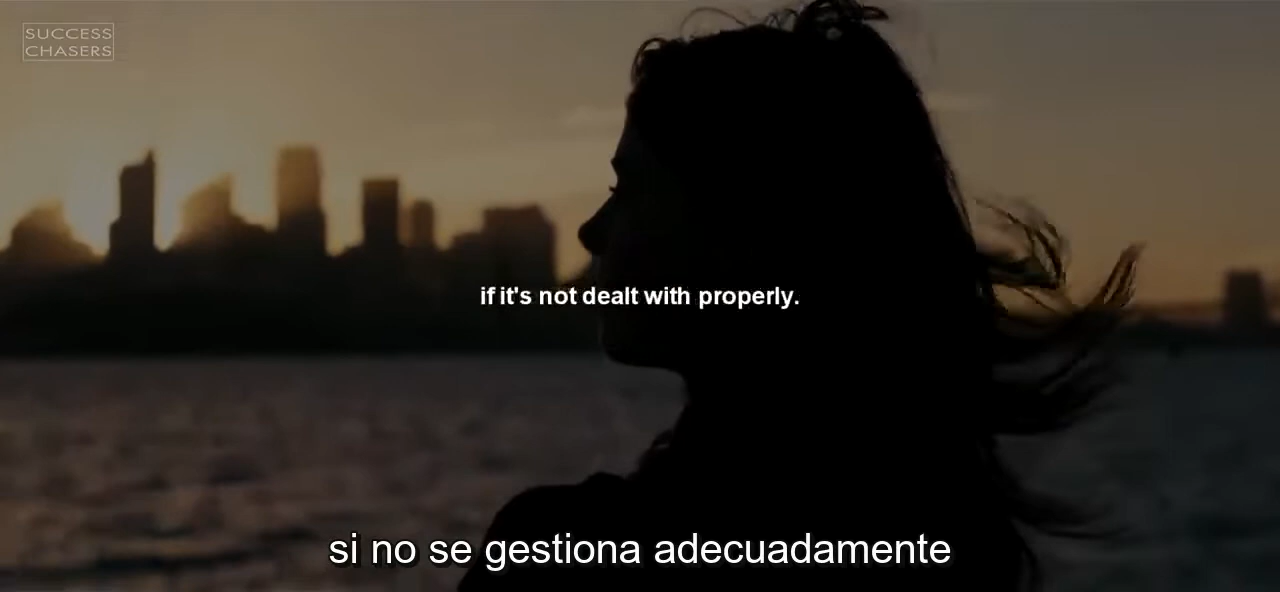 SUCCESS
CHASERS
if it's not dealt with properly.
si no se gestiona adecuadamente